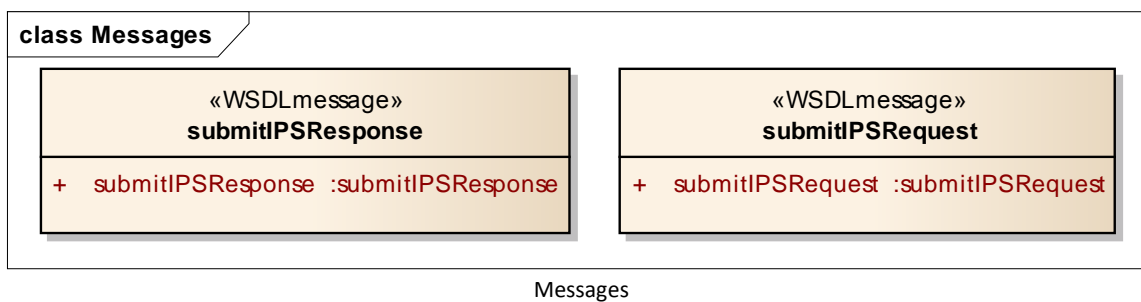 class Messages
«WSDLmessage»
submitIPSResponse
+ submitIPSResponse :submitIPSResponse
«WSDLmessage»
submitIPSRequest
+ submitIPSRequest :submitIPSRequest
Messages